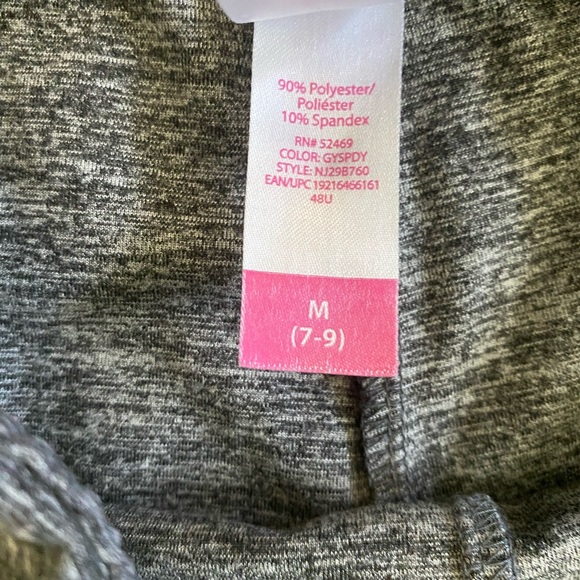 90% Polyester/
Poliéster
10% Spandex
RN# 52469
COLOR: GYSPDY
STYLE: NJ29B760
EAN/UPC 19216466161
48U
M
(7-9)